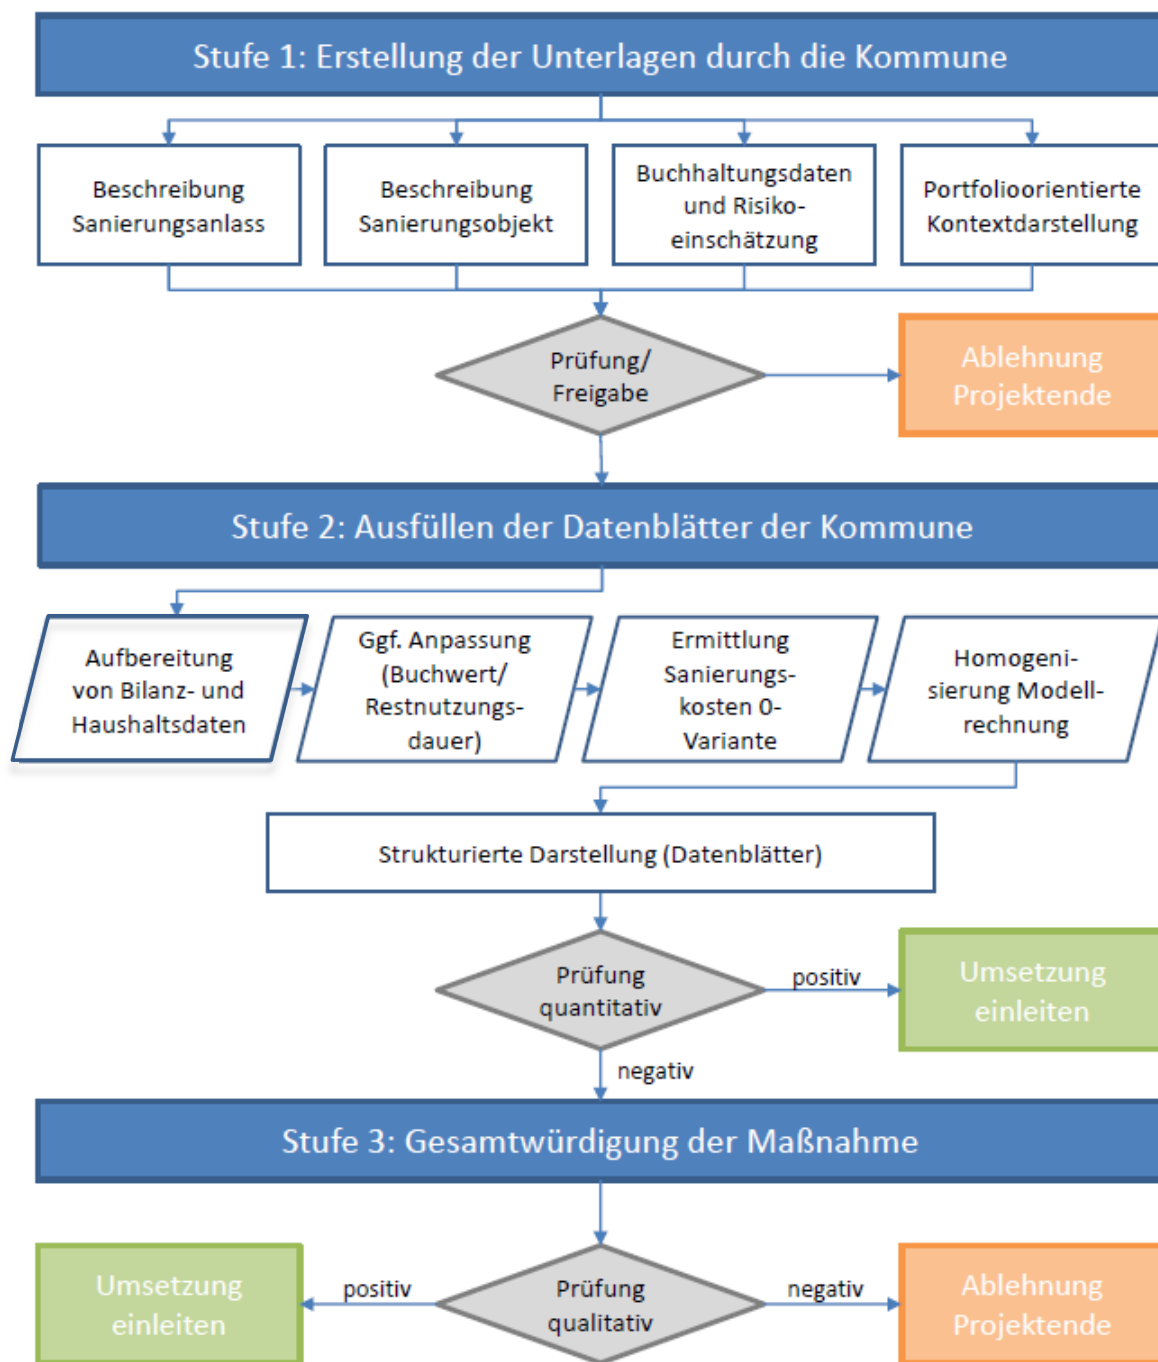 Stufe 1: Erstellung der Unterlagen durch die Kommune
Beschreibung
Sanierungsanlass
Beschreibung
Sanierungsobjekt
Buchhaltungsdaten
und Risiko-
einschätzung
Portfolioorientierte
Kontextdarstellung
Prüfung/
Freigabe
Ablehnung
Projektende
Stufe 2: Ausfüllen der Datenblätter der Kommune
Aufbereitung
von Bilanz- und
Haushaltsdaten
Ggf. Anpassung
(Buchwert/
Restnutzungs-
dauer)
Ermittlung
Sanierungs-
kosten 0-
Variante
Homogeni-
sierung Modell-
rechnung
Strukturierte Darstellung (Datenblätter)
Prüfung
quantitativ
positiv
Umsetzung
einleiten
negativ
Stufe 3: Gesamtwürdigung der Maßnahme
Umsetzung
einleiten
positiv
Prüfung
qualitativ
negativ
Ablehnung
Projektende